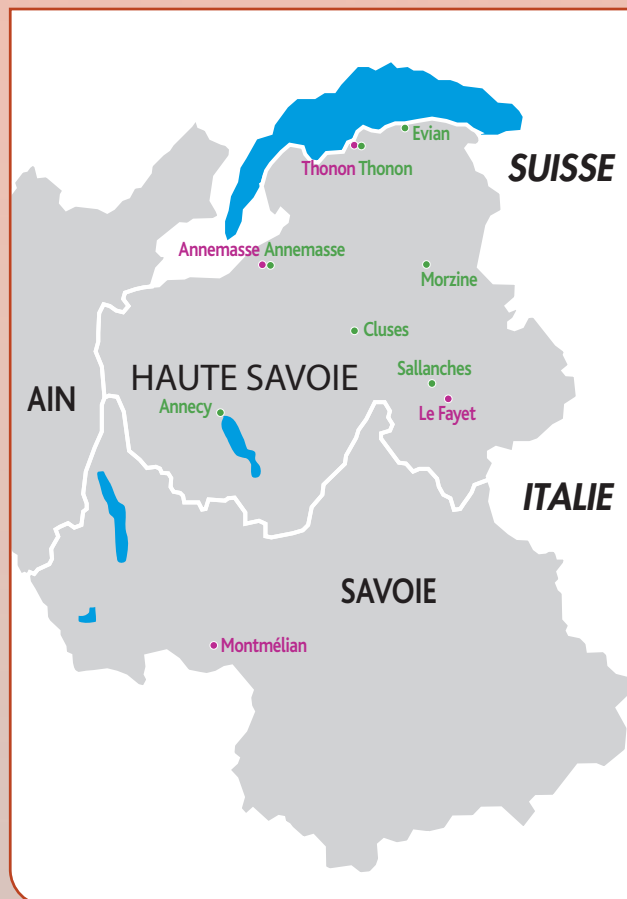 Evian
Thonon Thonon
SUISSE
Annemasse Annemasse
Morzine
Cluses
HAUTE SAVOIE
Sallanches
AIN
Annecy
Le Fayet
ITALIE
SAVOIE
Montmélian